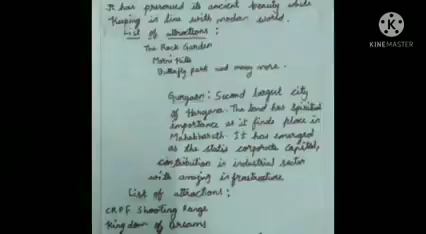 It has preserved its ancient beauty while
keeping in line with modern world.
List of attractions:
The Rock Garden
Morni Hills
Butterfly park and many more.
Gurgaon: Second largest city
of Haryana. The land has spiritual
importance as it finds place in
Mahabharath. It has emerged
as the state's corporate capital,
contribution in industrial sector
with amazing infrastructure
List of attractions:
CRPF Shooting Range
Kingdom of dreams
KINEMASTER